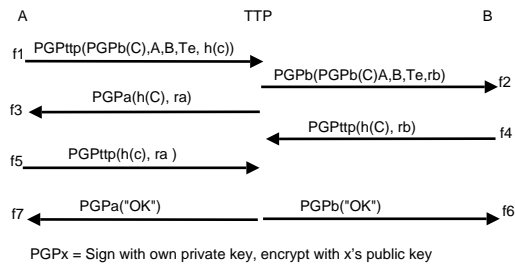 A TTP B
f1 PGPttp(PGPb(C),A,B,Te, h(c))
PGPb(PGPb(C)A,B,Te,rb) f2
f3 PGPa(h(C), ra)
PGPttp(h(C), rb) f4
f5 PGPttp(h(c), ra )
f7 PGPa("OK") PGPb("OK") f6
PGPx = Sign with own private key, encrypt with x's public key